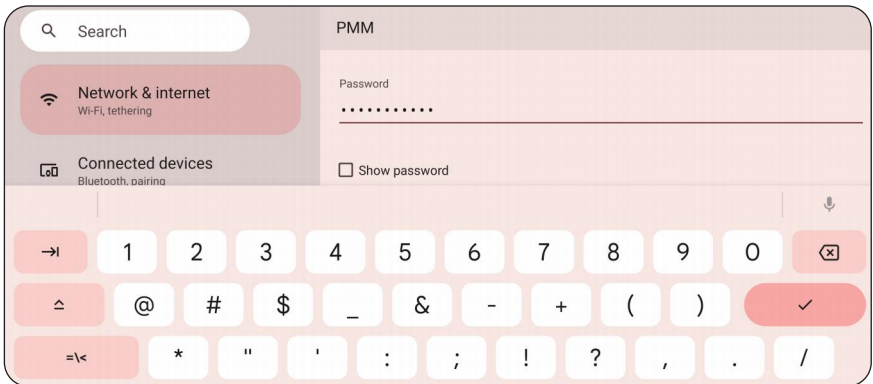 Search
PMM
Network & internet
Wi-Fi, tethering
Password
•••••••••••
Connected devices
Bluetooth, pairing
Show password
1 2 3 4 5 6 7 8 9 0
@ # $ _ & - + ( )
=\< * " ' : ; ! ? , . /